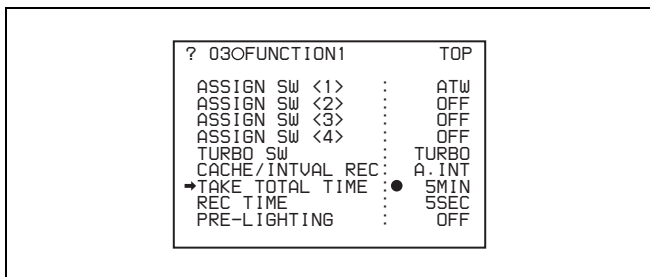 ? 03○FUNCTION1 TOP
ASSIGN SW <1> : ATW
ASSIGN SW <2> : OFF
ASSIGN SW <3> : OFF
ASSIGN SW <4> : OFF
TURBO SW : TURBO
CACHE/INTVAL REC: A.INT
➡TAKE TOTAL TIME :● 5MIN
REC TIME : 5SEC
PRE-LIGHTING : OFF